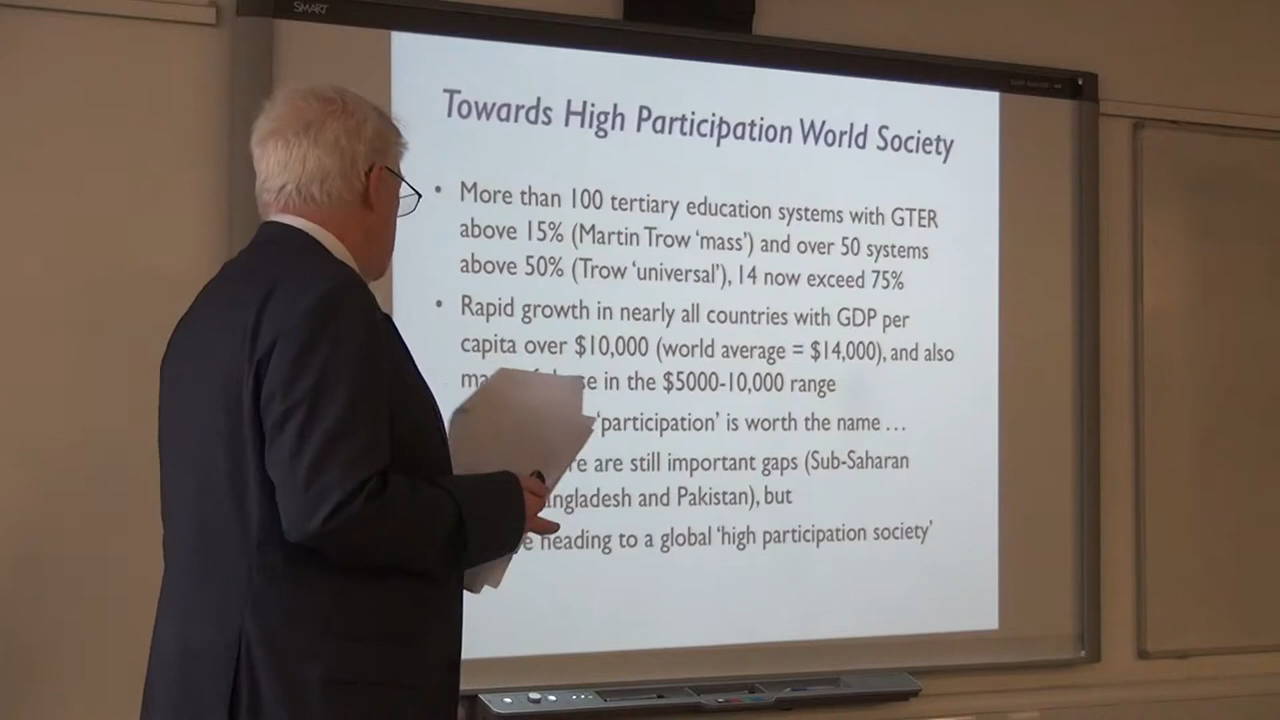 SMART
Towards High Participation World Society
• More than 100 tertiary education systems with GTER
above 15% (Martin Trow ‘mass’) and over 50 systems
above 50% (Trow ‘universal’), 14 now exceed 75%
• Rapid growth in nearly all countries with GDP per
capita over $10,000 (world average = $14,000), and also
in the $5000-10,000 range
‘participation’ is worth the name …
are still important gaps (Sub-Saharan
and Pakistan), but
heading to a global ‘high participation society’